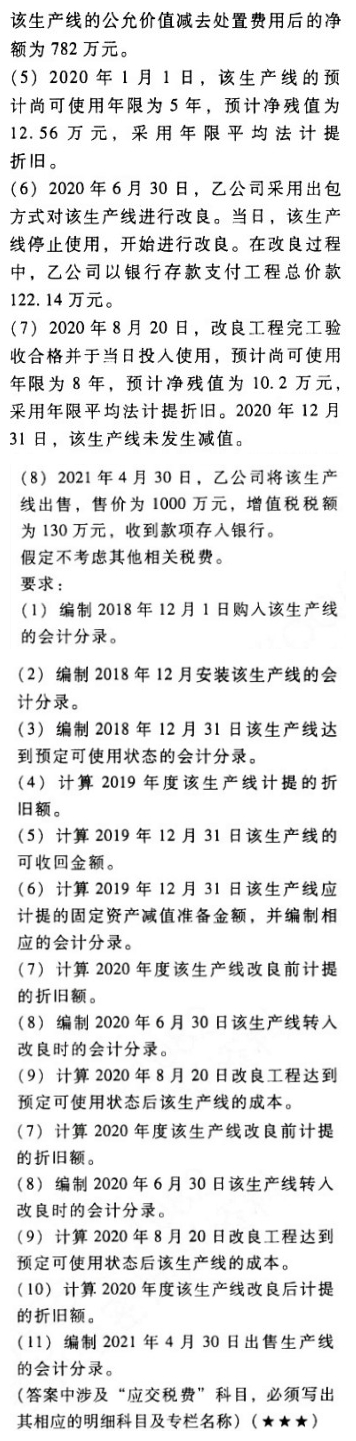 该生产线的公允价值减去处置费用后的净
额为 782 万元。
(5) 2020 年 1 月 1 日，该生产线的预
计尚可使用年限为 5 年，预计净残值为
12.56 万元，采用年限平均法计提
折旧。
(6) 2020 年 6 月 30 日，乙公司采用出包
方式对该生产线进行改良。当日，该生产
线停止使用，开始进行改良。在改良过程
中，乙公司以银行存款支付工程总价款
122.14 万元。
(7) 2020 年 8 月 20 日，改良工程完工验
收合格并于当日投入使用，预计尚可使用
年限为 8 年，预计净残值为 10.2 万元，
采用年限平均法计提折旧。2020 年 12 月
31 日，该生产线未发生减值。
(8) 2021 年 4 月 30 日，乙公司将该生产
线出售，售价为 1000 万元，增值税税额
为 130 万元，收到款项存入银行。
假定不考虑其他相关税费。
要求：
(1) 编制 2018 年 12 月 1 日购入该生产线
的会计分录。
(2) 编制 2018 年 12 月安装该生产线的会
计分录。
(3) 编制 2018 年 12 月 31 日该生产线达
到预定可使用状态的会计分录。
(4) 计算 2019 年度该生产线计提的折
旧额。
(5) 计算 2019 年 12 月 31 日该生产线的
可收回金额。
(6) 计算 2019 年 12 月 31 日该生产线应
计提的固定资产减值准备金额，并编制相
应的会计分录。
(7) 计算 2020 年度该生产线改良前计提
的折旧额。
(8) 编制 2020 年 6 月 30 日该生产线转入
改良时的会计分录。
(9) 计算 2020 年 8 月 20 日改良工程达到
预定可使用状态后该生产线的成本。
(7) 计算 2020 年度该生产线改良前计提
的折旧额。
(8) 编制 2020 年 6 月 30 日该生产线转入
改良时的会计分录。
(9) 计算 2020 年 8 月 20 日改良工程达到
预定可使用状态后该生产线的成本。
(10) 计算 2020 年度该生产线改良后计提
的折旧额。
(11) 编制 2021 年 4 月 30 日出售生产线
的会计分录。
(答案中涉及“应交税费”科目，必须写出
其相应的明细科目及专栏名称) (★★★)